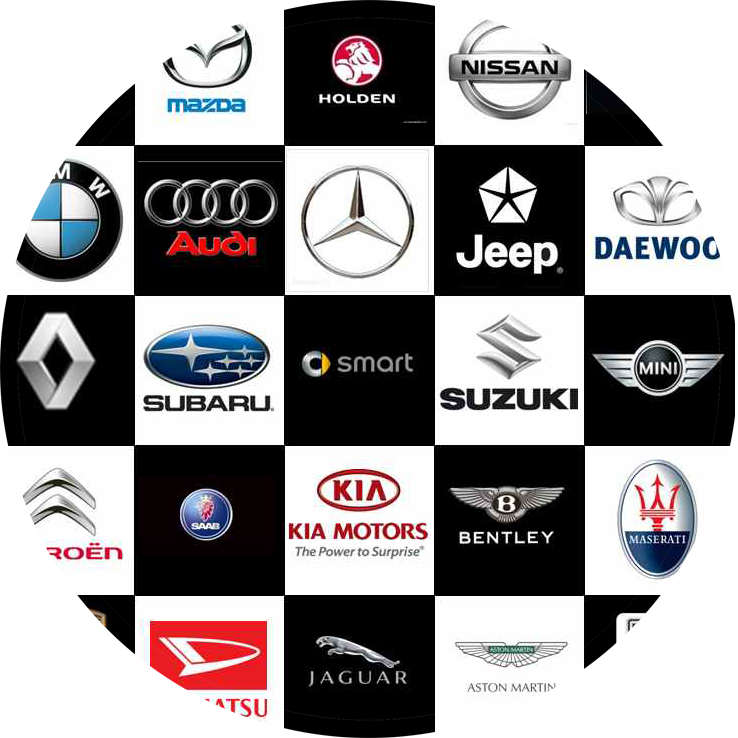 mazda
HOLDEN
NISSAN
M W
Audi
Jeep®
DAEWOO
SUBARU®
smart
SUZUKI
MINI
ROËN
SAAB
KIA
KIA MOTORS
The Power to Surprise®
B
BENTLEY
MASERATI
ATSU
JAGUAR
ASTON MARTIN
ASTON MARTIN